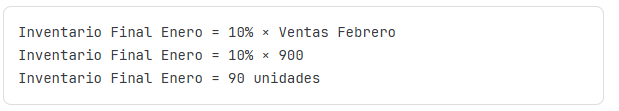 Inventario Final Enero = 10% × Ventas Febrero
Inventario Final Enero = 10% × 900
Inventario Final Enero = 90 unidades